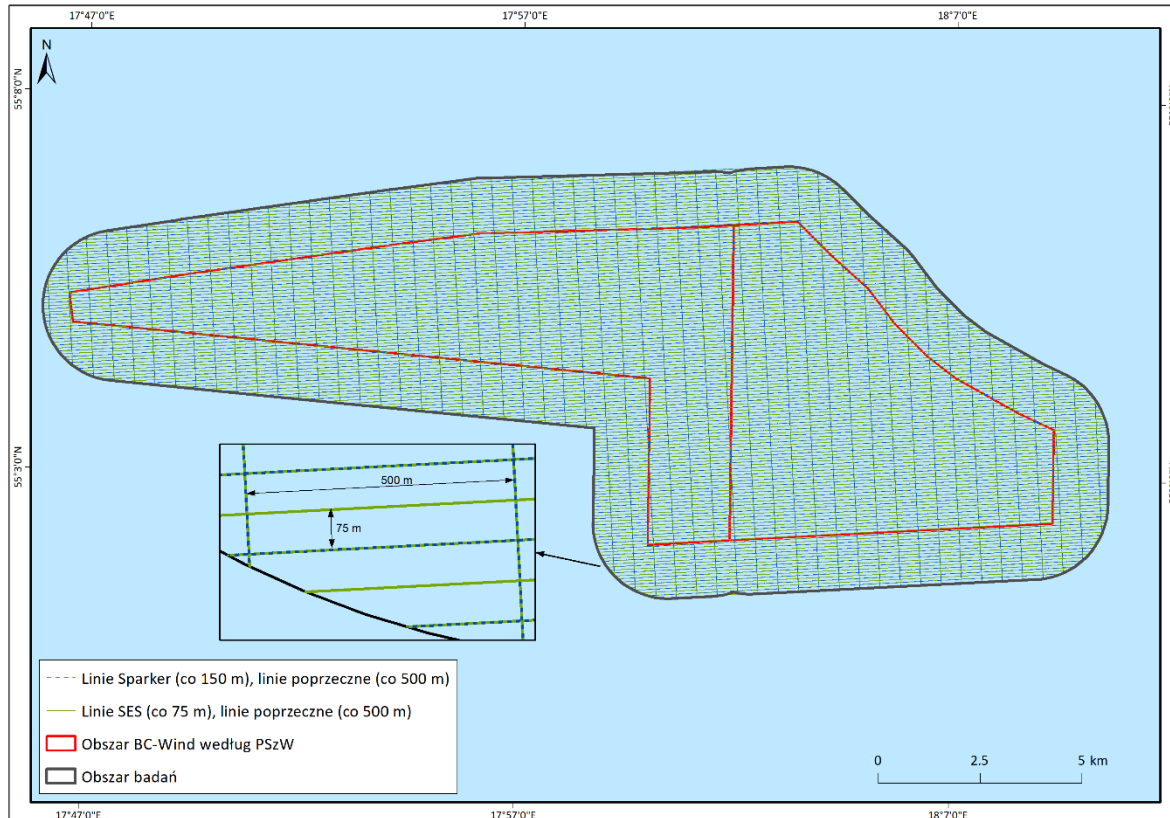 17°47'0"E 17°57'0"E 18°7'0"E
N
55°8'0"N
55°3'0"N
500 m
75 m
Linie Sparker (co 150 m), linie poprzeczne (co 500 m)
Linie SES (co 75 m), linie poprzeczne (co 500 m)
Obszar BC-Wind według PSzW
Obszar badań
0 2.5 5 km
17°47'0"E 17°57'0"E 18°7'0"E